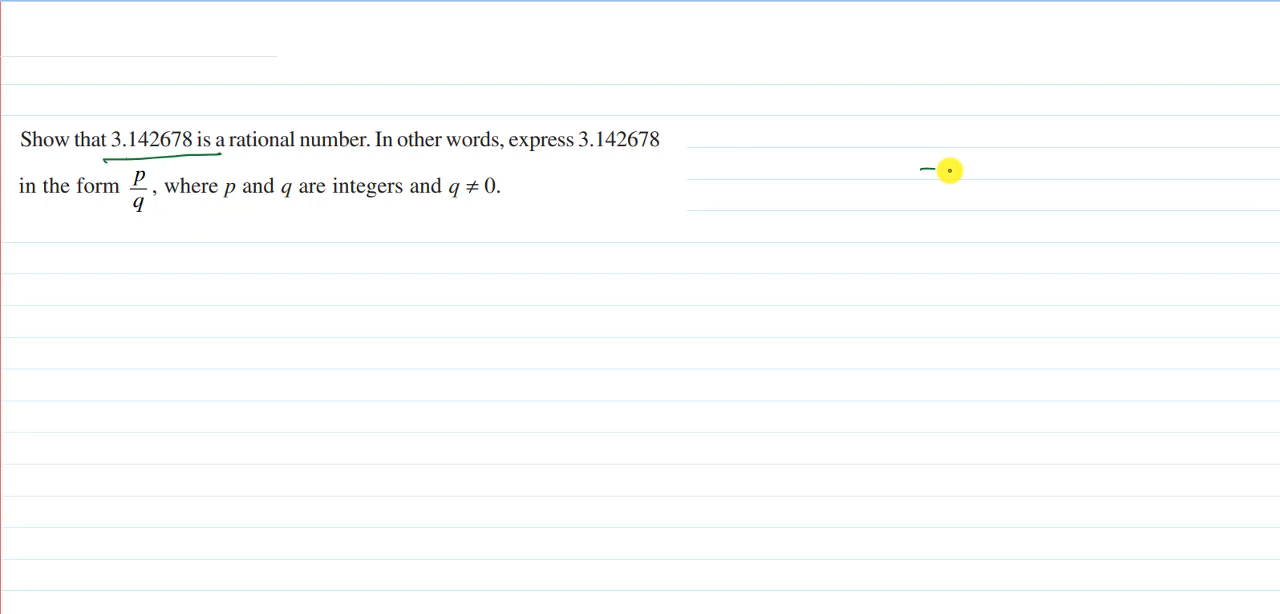 Show that 3.142678 is a rational number. In other words, express 3.142678
in the form p/q, where p and q are integers and q ≠ 0.